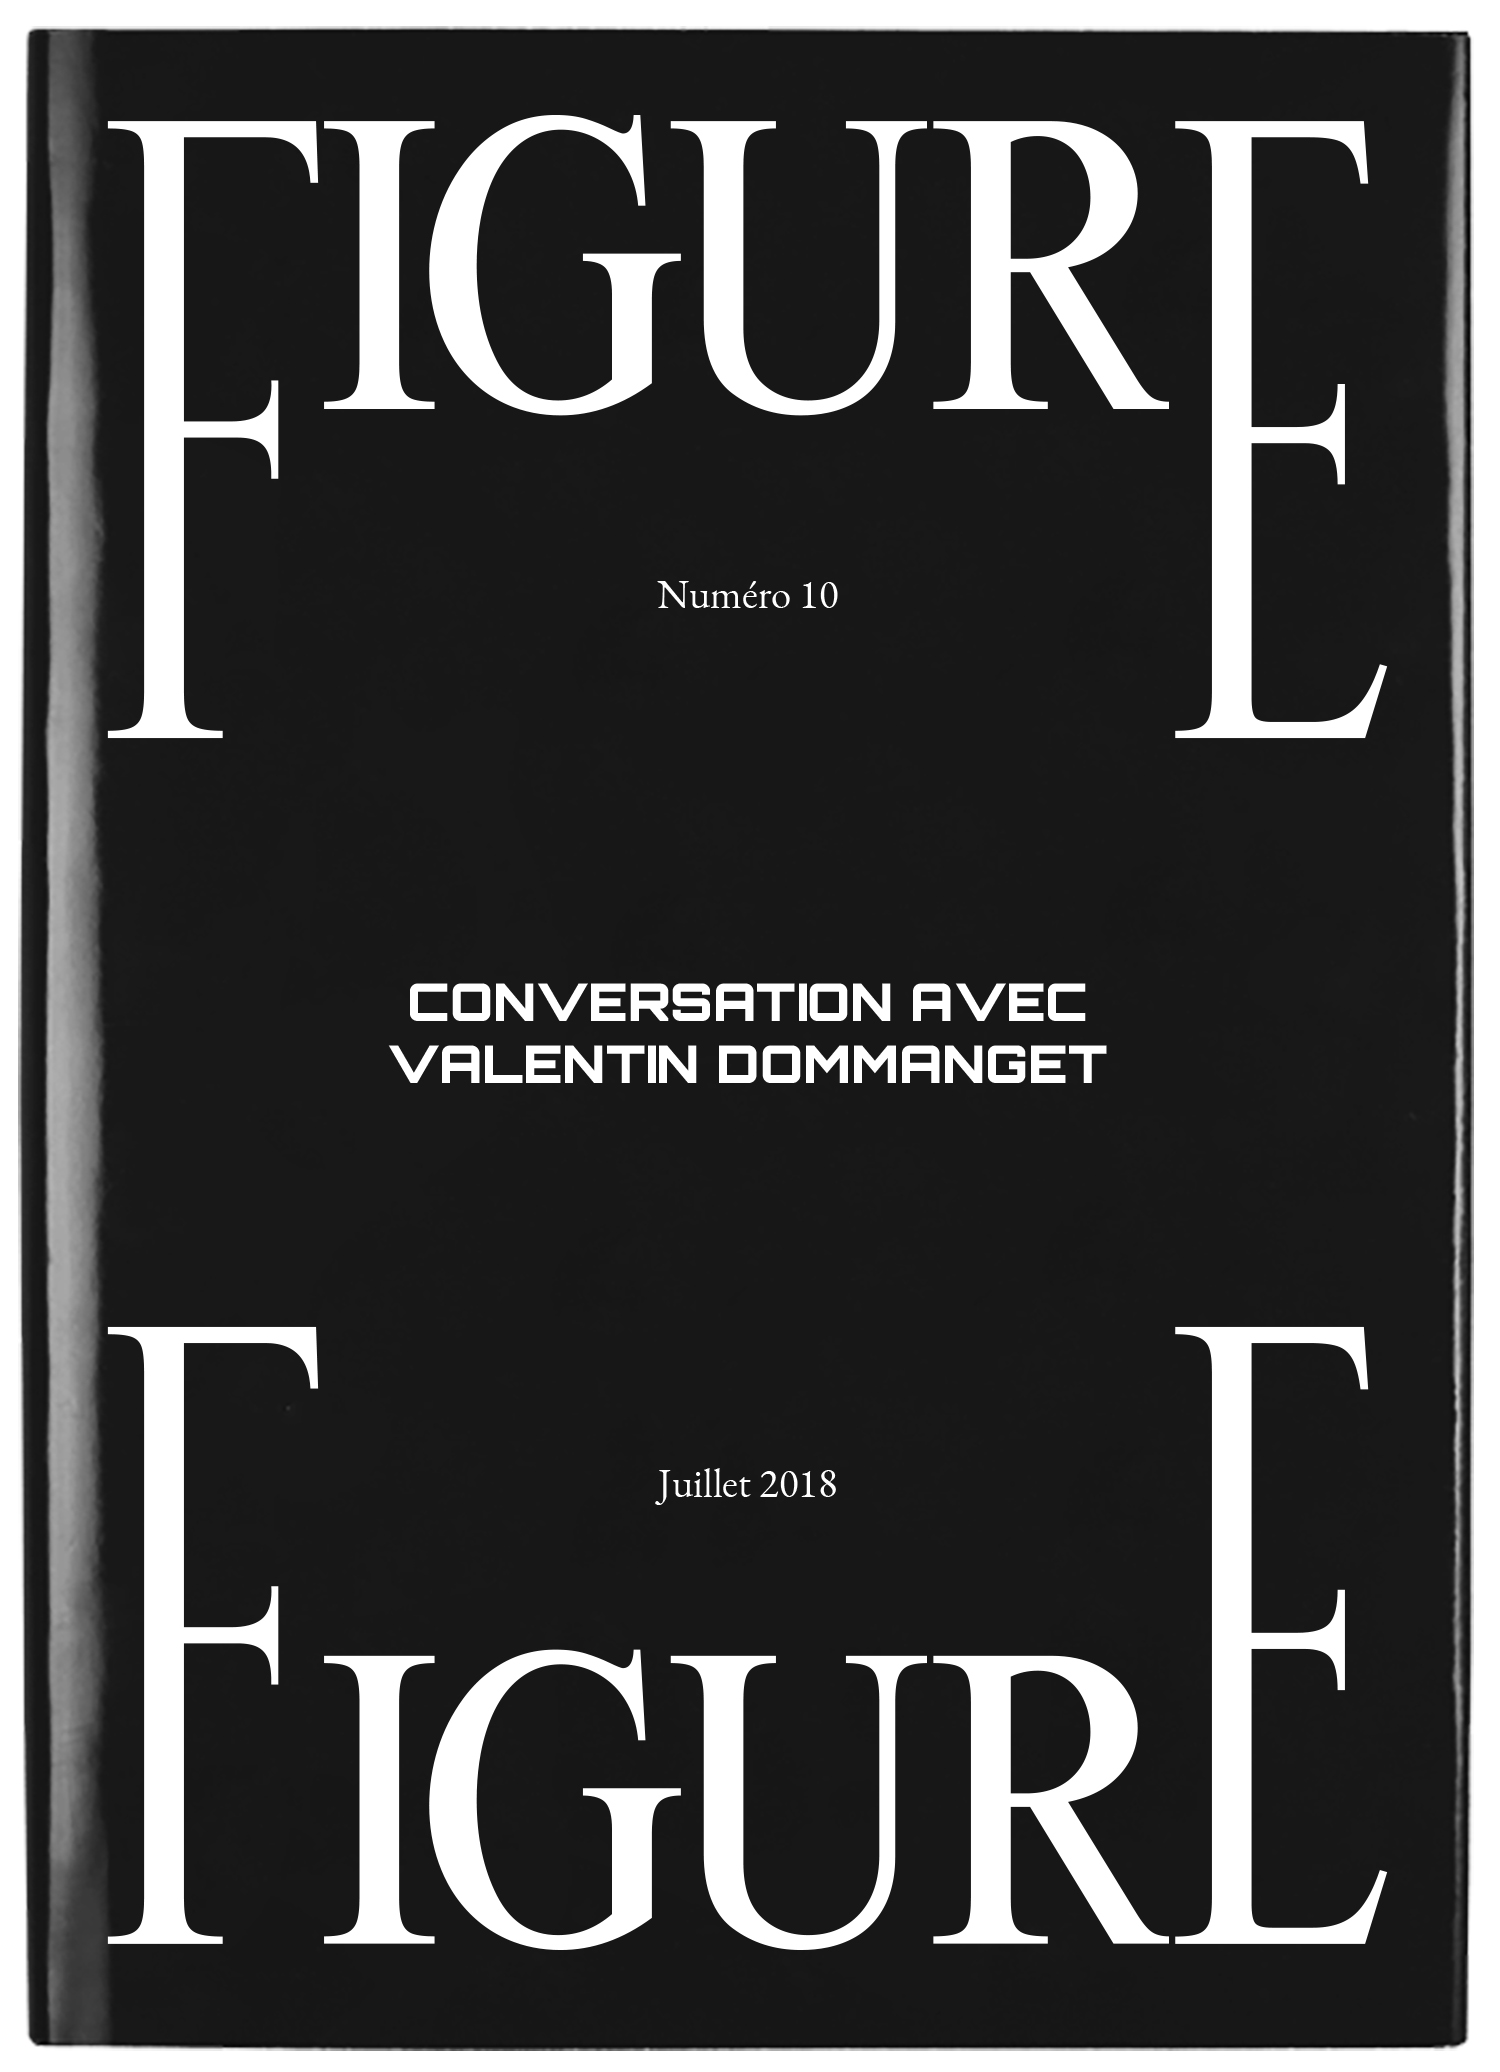 FIGURE
Numéro 10
CONVERSATION AVEC
VALENTIN DOMMANGET
Juillet 2018
FIGURE